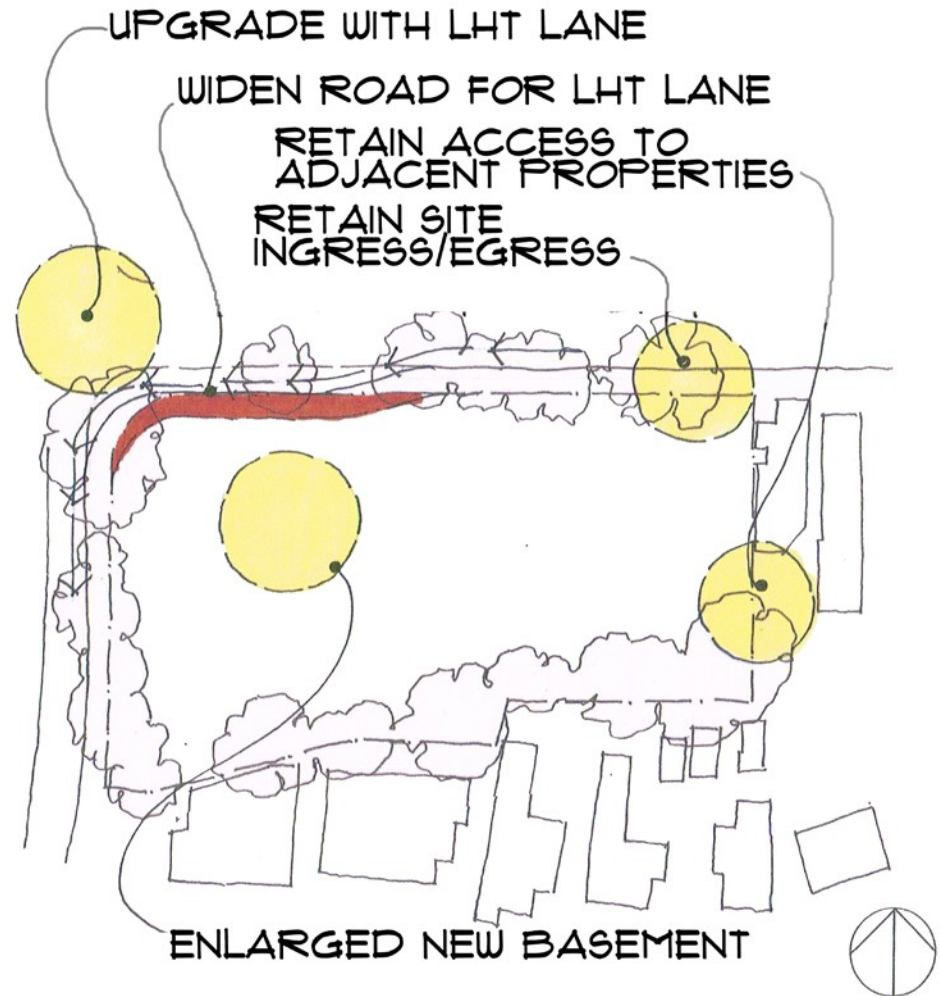 UPGRADE WITH LHT LANE
WIDEN ROAD FOR LHT LANE
RETAIN ACCESS TO
ADJACENT PROPERTIES
RETAIN SITE
INGRESS/EGRESS
ENLARGED NEW BASEMENT